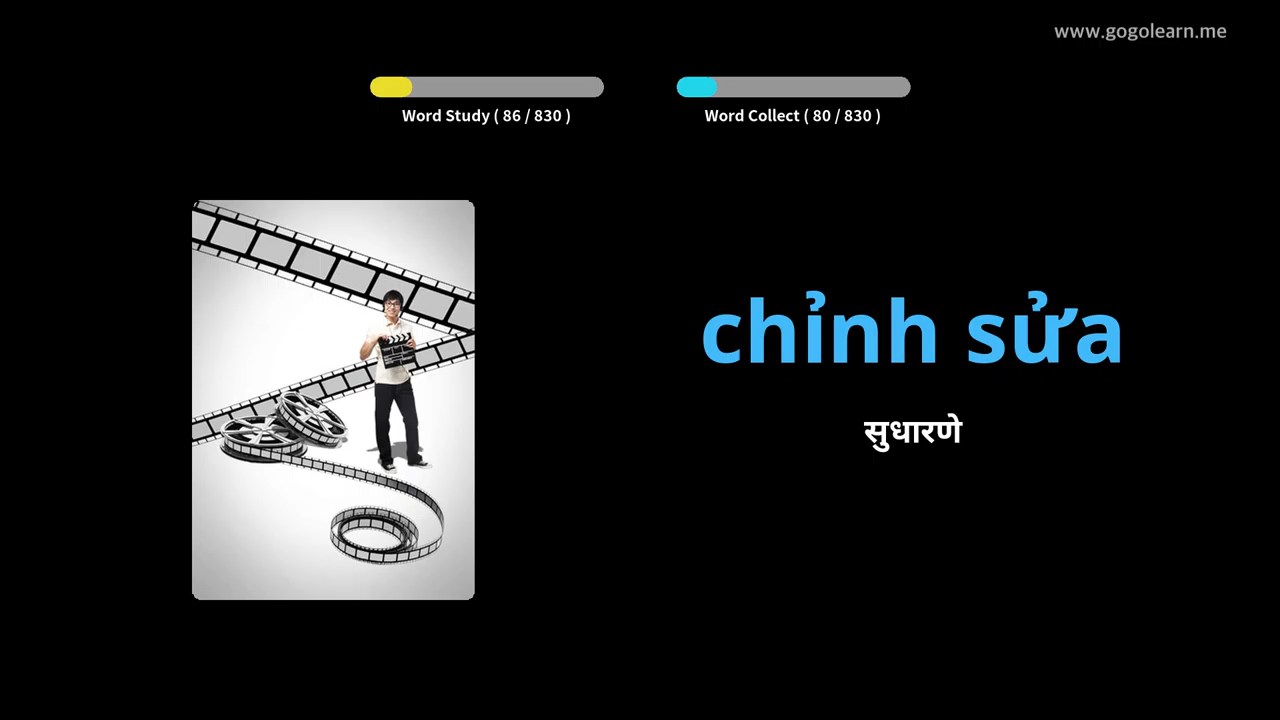 www.gogolearn.me
Word Study ( 86 / 830 )
Word Collect ( 80 / 830 )
chỉnh sửa
सुधारणे